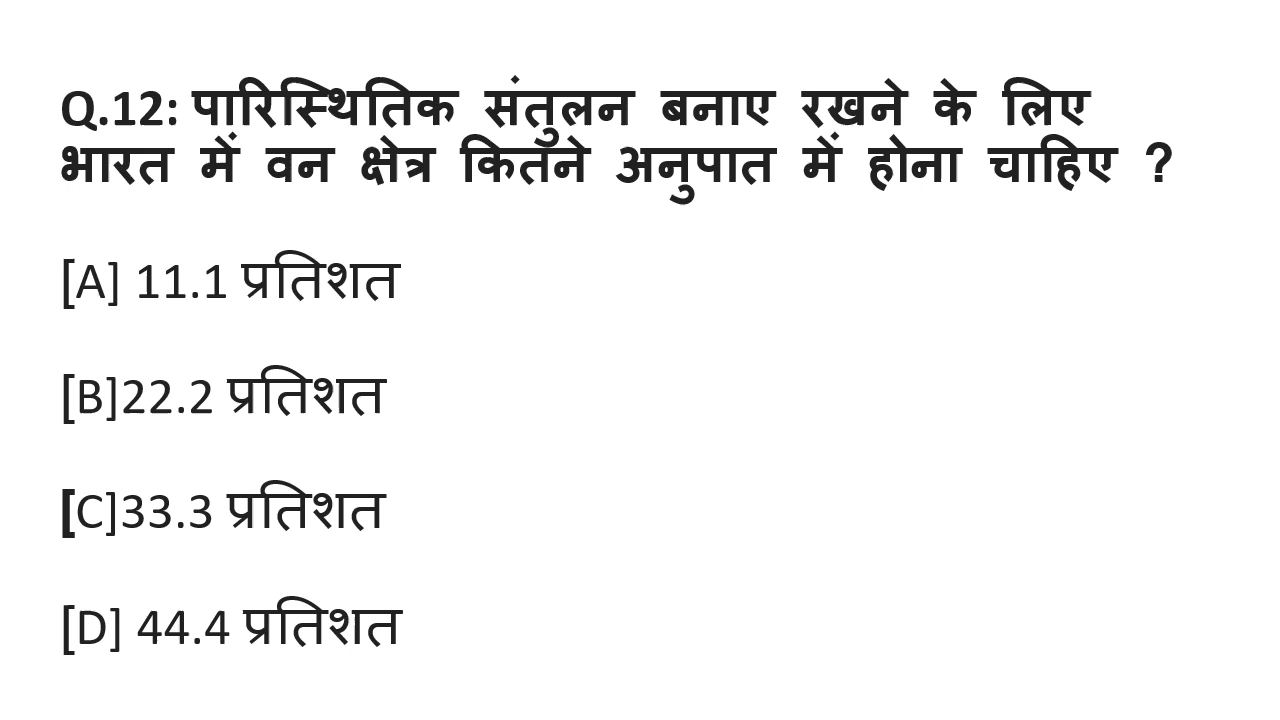 Q.12: पारिस्थितिक संतुलन बनाए रखने के लिए
भारत में वन क्षेत्र कितने अनुपात में होना चाहिए ?
[A] 11.1 प्रतिशत
[B]22.2 प्रतिशत
[C]33.3 प्रतिशत
[D] 44.4 प्रतिशत